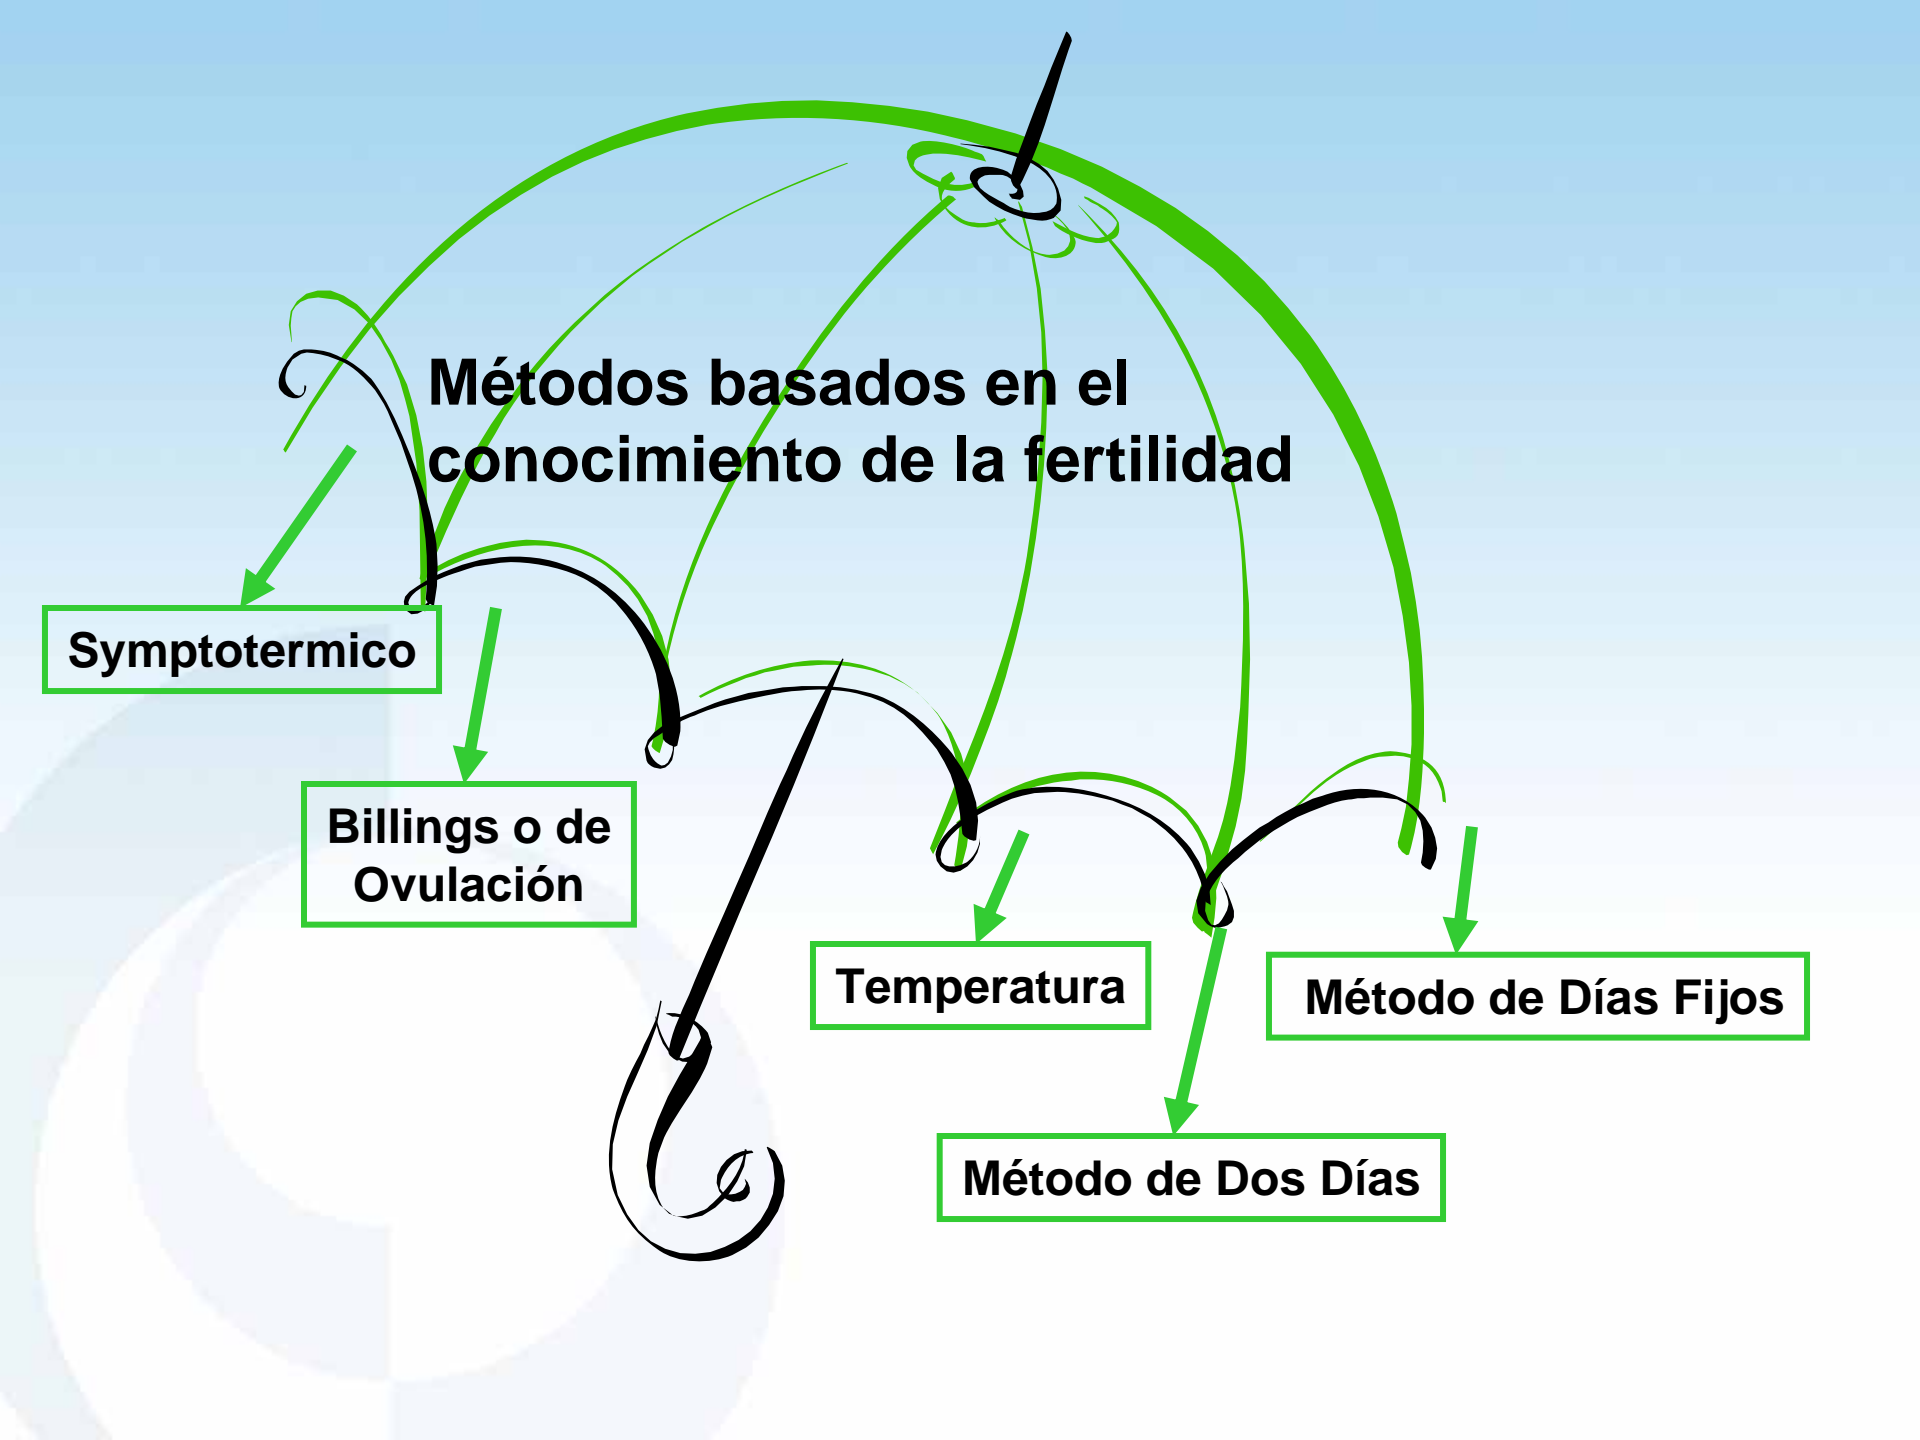 Métodos basados en el
conocimiento de la fertilidad
Symptotermico
Billings o de
Ovulación
Temperatura
Método de Días Fijos
Método de Dos Días